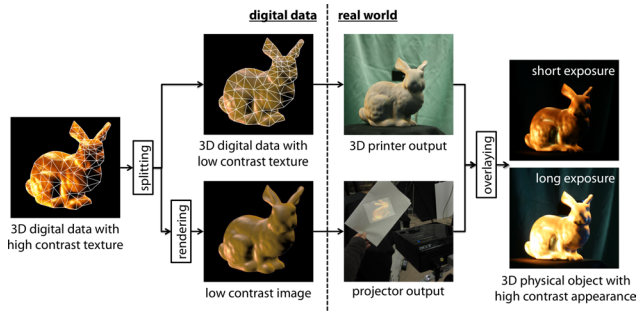 digital data
real world
3D digital data with
high contrast texture
splitting
rendering
3D digital data with
low contrast texture
low contrast image
3D printer output
projector output
overlaying
short exposure
long exposure
3D physical object with
high contrast appearance